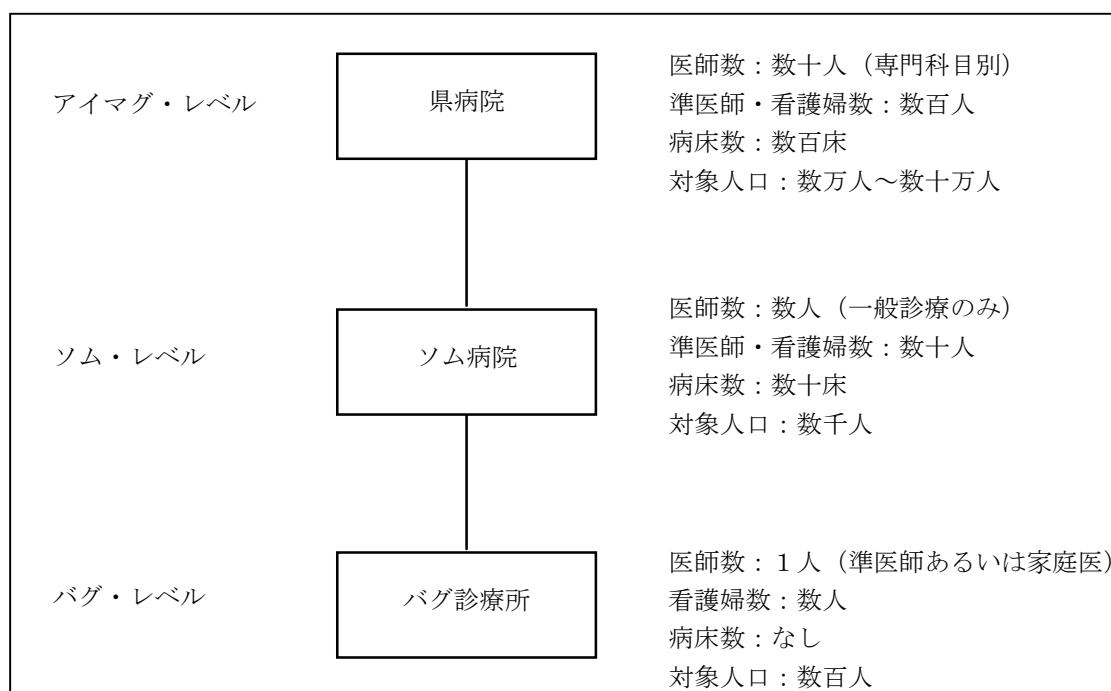 アイマグ・レベル
県病院
医師数：数十人（専門科目別）
準医師・看護婦数：数百人
病床数：数百床
対象人口：数万人～数十万人
ソム・レベル
ソム病院
医師数：数人（一般診療のみ）
準医師・看護婦数：数十人
病床数：数十床
対象人口：数千人
バグ・レベル
バグ診療所
医師数：１人（準医師あるいは家庭医）
看護婦数：数人
病床数：なし
対象人口：数百人